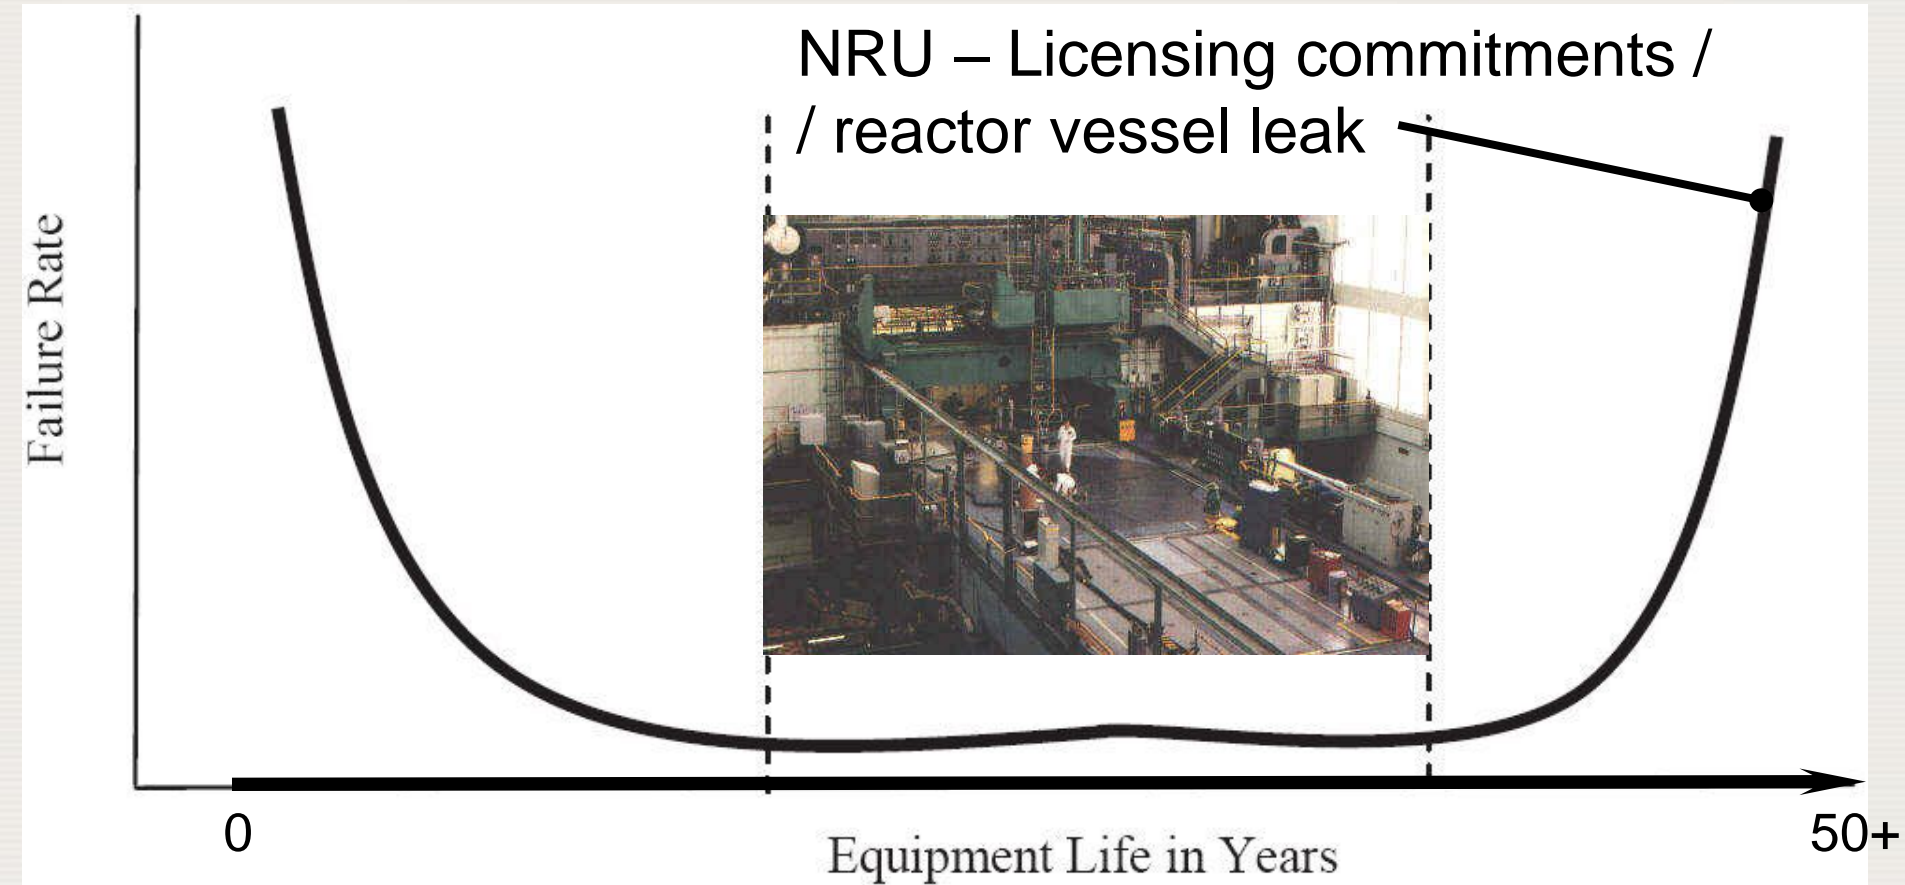 NRU – Licensing commitments /
/ reactor vessel leak
Failure Rate
0
50+
Equipment Life in Years